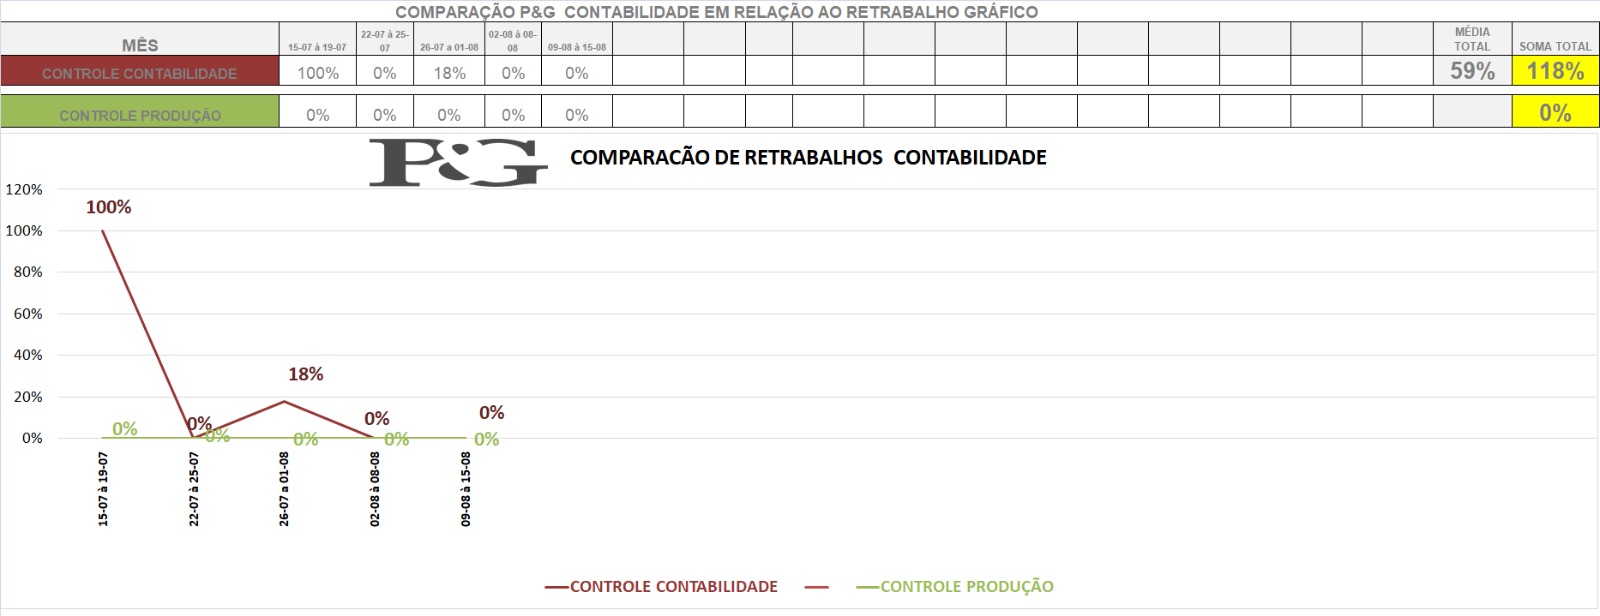 COMPARAÇÃO P&G CONTABILIDADE EM RELAÇÃO AO RETRABALHO GRÁFICO
MÊS 15-07 à 19-07 22-07 à 25-07 26-07 a 01-08 02-08 à 08-08 09-08 à 15-08 MÉDIA TOTAL SOMA TOTAL
CONTROLE CONTABILIDADE 100% 0% 18% 0% 0% 59% 118%
CONTROLE PRODUÇÃO 0% 0% 0% 0% 0% 0%
P&G COMPARACÃO DE RETRABALHOS CONTABILIDADE
120%
100%
100%
80%
60%
40%
18%
20%
0% 0% 0%
0% 0% 0% 0% 0%
0%
15-07 à 19-07
22-07 à 25-07
26-07 a 01-08
02-08 à 08-08
09-08 à 15-08
CONTROLE CONTABILIDADE CONTROLE PRODUÇÃO